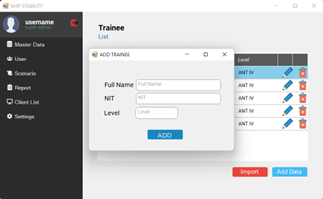 SHIP STABILITY
username
super admin
Master Data
User
Scenario
Report
Client List
Settings
Trainee
List
ADD TRAINEE
Full Name
Full Name
NIT
NIT
Level
Level
ADD
Level
ANT IV
ANT IV
ANT IV
ANT IV
ANT IV
Import
Add Data